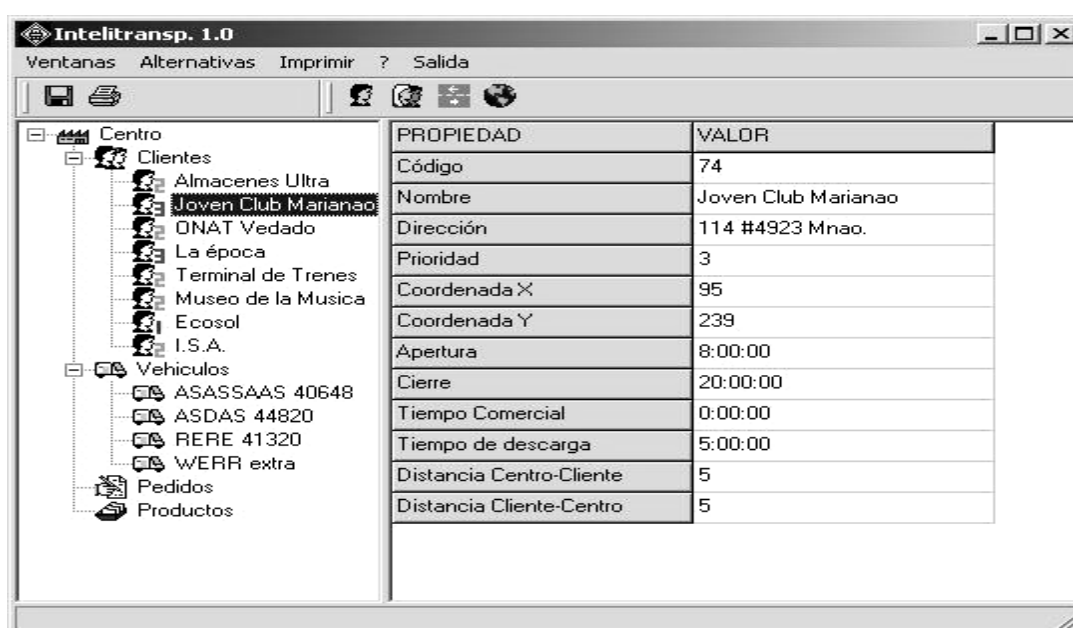 Intelitransp. 1.0
Ventanas Alternativas Imprimir ? Salida
Centro
Clientes
Almacenes Ultra
Joven Club Marianao
ONAT Vedado
La época
Terminal de Trenes
Museo de la Musica
Ecosol
I.S.A.
Vehiculos
ASASSAAS 40648
ASDAS 44820
RERE 41320
WERR extra
Pedidos
Productos
PROPIEDAD VALOR
Código 74
Nombre Joven Club Marianao
Dirección 114 #4923 Mnao.
Prioridad 3
Coordenada X 95
Coordenada Y 239
Apertura 8:00:00
Cierre 20:00:00
Tiempo Comercial 0:00:00
Tiempo de descarga 5:00:00
Distancia Centro-Cliente 5
Distancia Cliente-Centro 5